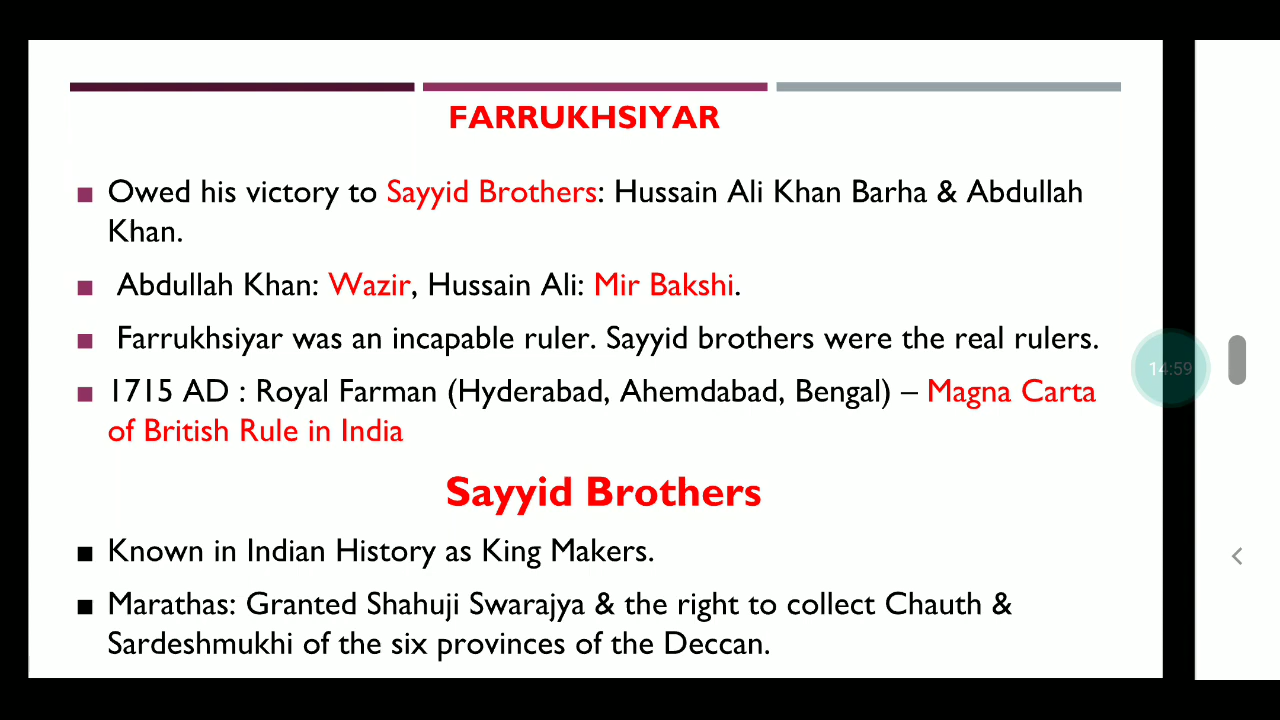 FARRUKHSIYAR
■ Owed his victory to Sayyid Brothers: Hussain Ali Khan Barha & Abdullah
Khan.
■ Abdullah Khan: Wazir, Hussain Ali: Mir Bakshi.
■ Farrukhsiyar was an incapable ruler. Sayyid brothers were the real rulers.
■ 1715 AD : Royal Farman (Hyderabad, Ahemdabad, Bengal) – Magna Carta
of British Rule in India
14:59
Sayyid Brothers
■ Known in Indian History as King Makers.
■ Marathas: Granted Shahuji Swarajya & the right to collect Chauth &
Sardeshmukhi of the six provinces of the Deccan.